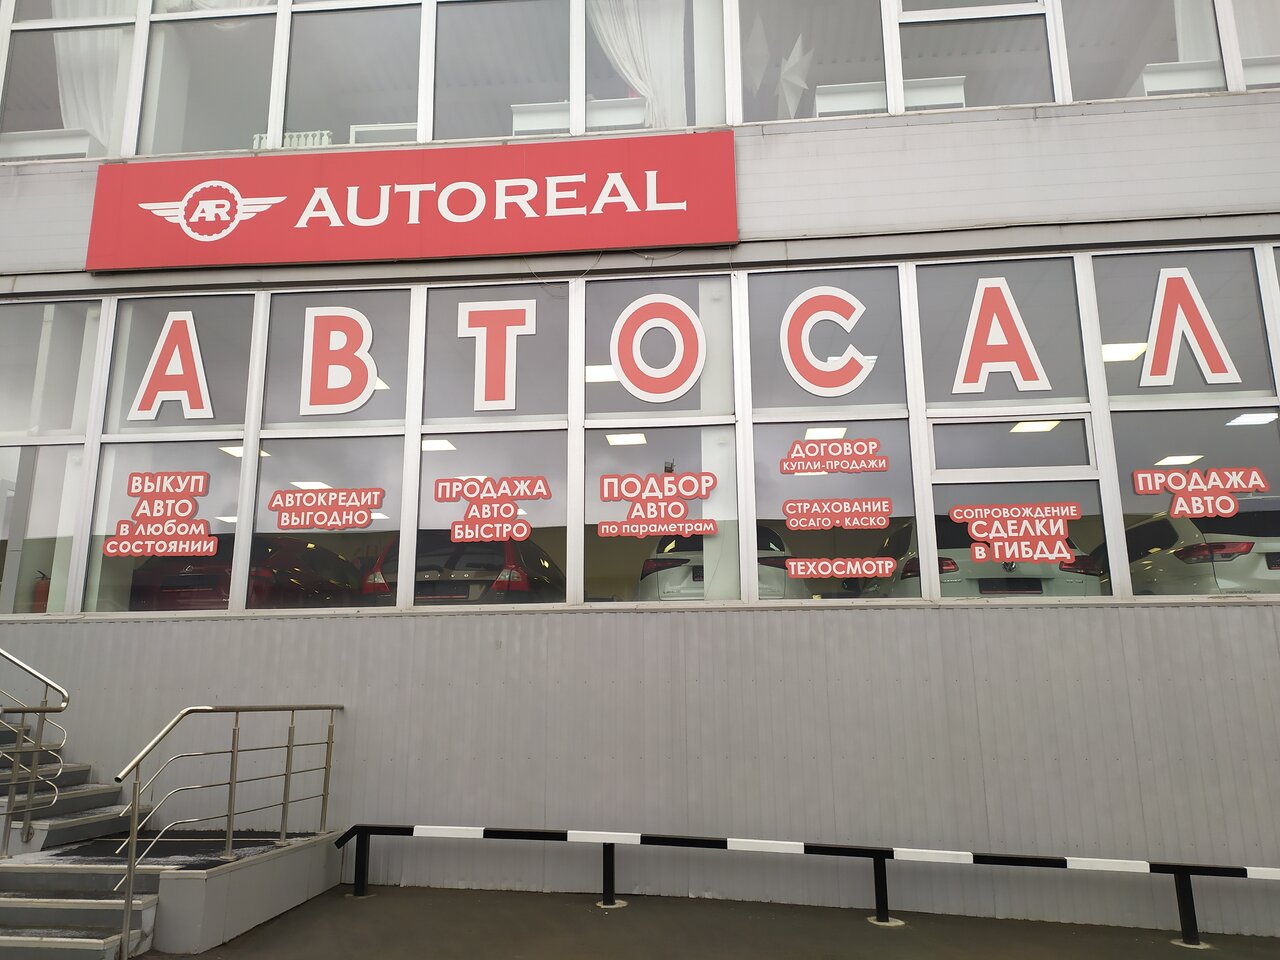 AR AUTOREAL
АВТОСАЛ
ВЫКУП
АВТО
В ЛЮБОМ
СОСТОЯНИИ
АВТОКРЕДИТ
ВЫГОДНО
ПРОДАЖА
АВТО
БЫСТРО
ПОДБОР
АВТО
ПО ПАРАМЕТРАМ
ДОГОВОР
КУПЛИ-ПРОДАЖИ
СТРАХОВАНИЕ
ОСАГО • КАСКО
ТЕХОСМОТР
СОПРОВОЖДЕНИЕ
СДЕЛКИ
В ГИБДД
ПРОДАЖА
АВТО
VOLVO